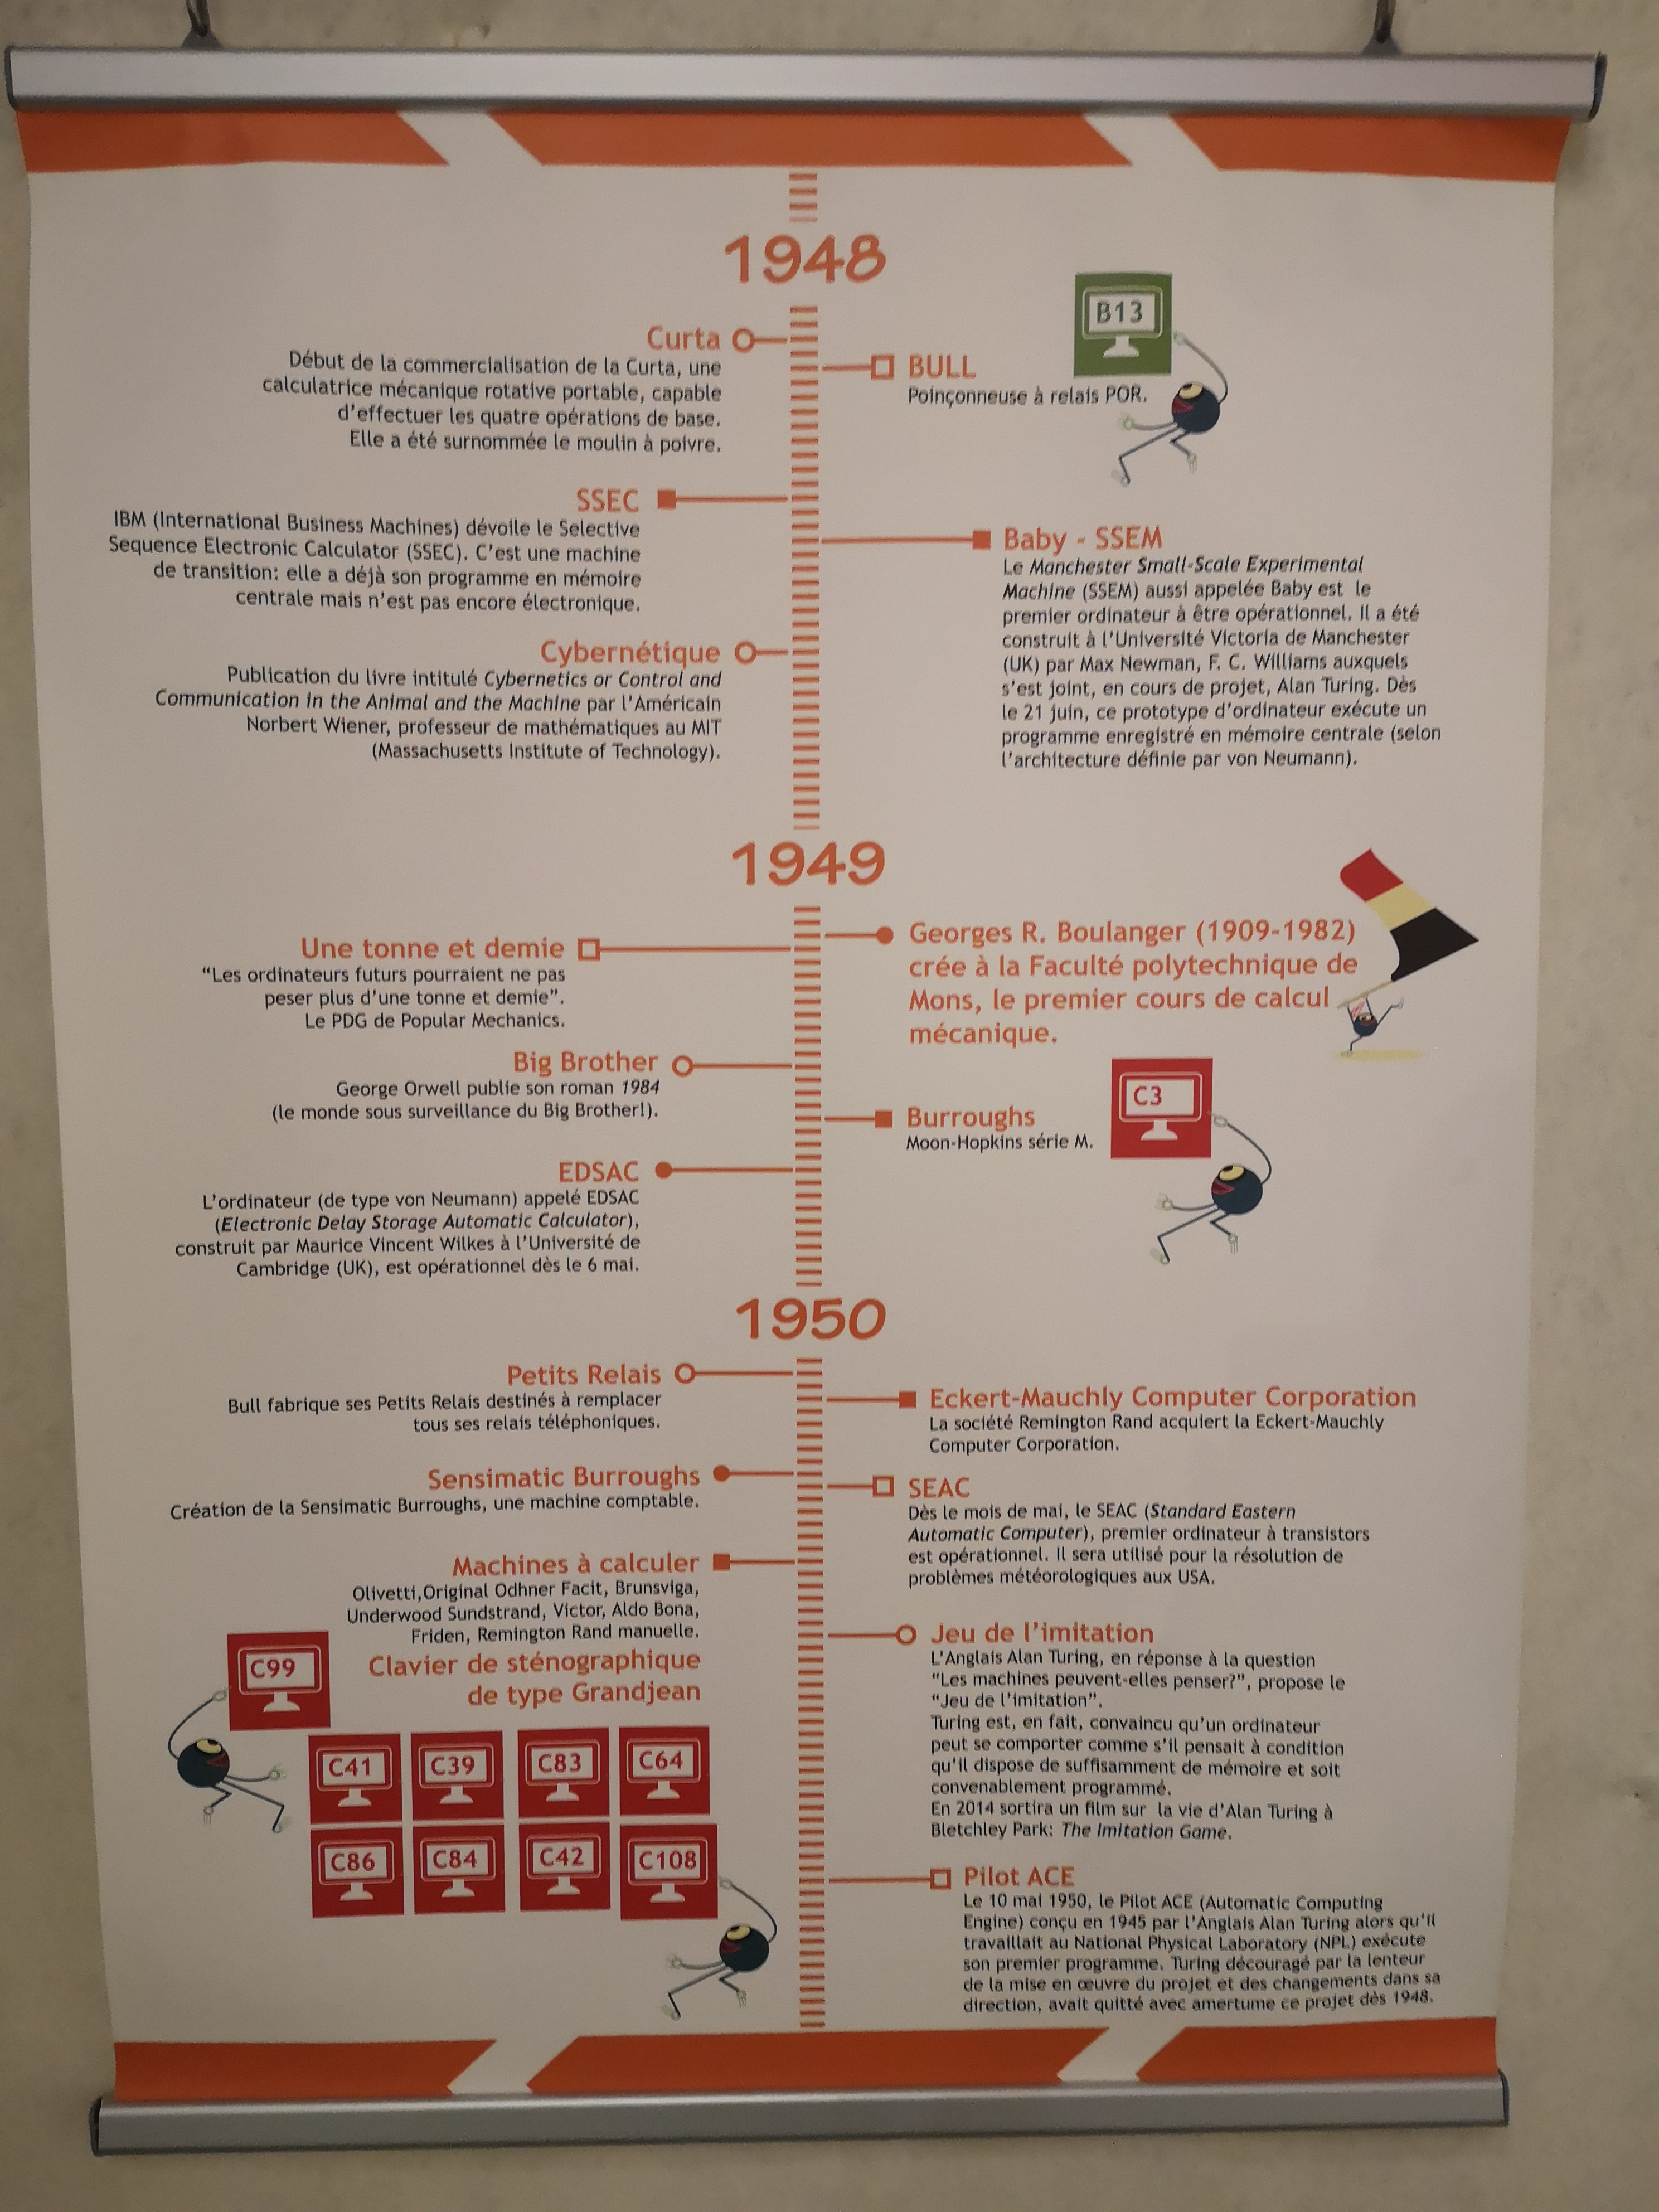 1948
Curta
Début de la commercialisation de la Curta, une
calculatrice mécanique rotative portable, capable
d'effectuer les quatre opérations de base.
Elle a été surnommée le moulin à poivre.
B13
BULL
Poinçonneuse à relais POR.
SSEC
IBM (International Business Machines) dévoile le Selective
Sequence Electronic Calculator (SSEC). C'est une machine
de transition: elle a déjà son programme en mémoire
centrale mais n'est pas encore électronique.
Baby - SSEM
Le Manchester Small-Scale Experimental
Machine (SSEM) aussi appelée Baby est le
premier ordinateur à être opérationnel. Il a été
construit à l'Université Victoria de Manchester
(UK) par Max Newman, F. C. Williams auxquels
s'est joint, en cours de projet, Alan Turing. Dès
le 21 juin, ce prototype d'ordinateur exécute un
programme enregistré en mémoire centrale (selon
l'architecture définie par von Neumann).
Cybernétique
Publication du livre intitulé Cybernetics or Control and
Communication in the Animal and the Machine par l'Américain
Norbert Wiener, professeur de mathématiques au MIT
(Massachusetts Institute of Technology).
1949
Une tonne et demie
“Les ordinateurs futurs pourraient ne pas
peser plus d'une tonne et demie”.
Le PDG de Popular Mechanics.
Georges R. Boulanger (1909-1982)
crée à la Faculté polytechnique de
Mons, le premier cours de calcul
mécanique.
Big Brother
George Orwell publie son roman 1984
(le monde sous surveillance du Big Brother!).
C3
Burroughs
Moon-Hopkins série M.
EDSAC
L'ordinateur (de type von Neumann) appelé EDSAC
(Electronic Delay Storage Automatic Calculator),
construit par Maurice Vincent Wilkes à l'Université de
Cambridge (UK), est opérationnel dès le 6 mai.
1950
Petits Relais
Bull fabrique ses Petits Relais destinés à remplacer
tous ses relais téléphoniques.
Eckert-Mauchly Computer Corporation
La société Remington Rand acquiert la Eckert-Mauchly
Computer Corporation.
Sensimatic Burroughs
Création de la Sensimatic Burroughs, une machine comptable.
SEAC
Dès le mois de mai, le SEAC (Standard Eastern
Automatic Computer), premier ordinateur à transistors
est opérationnel. Il sera utilisé pour la résolution de
problèmes météorologiques aux USA.
Machines à calculer
Olivetti,Original Odhner Facit, Brunsviga,
Underwood Sundstrand, Victor, Aldo Bona,
Friden, Remington Rand manuelle.
Clavier de sténographique
de type Grandjean
C99
C41
C39
C83
C64
C86
C84
C42
C108
Jeu de l'imitation
L'Anglais Alan Turing, en réponse à la question
“Les machines peuvent-elles penser?”, propose le
“Jeu de l'imitation”.
Turing est, en fait, convaincu qu'un ordinateur
peut se comporter comme s'il pensait à condition
qu'il dispose de suffisamment de mémoire et soit
convenablement programmé.
En 2014 sortira un film sur la vie d'Alan Turing à
Bletchley Park: The Imitation Game.
Pilot ACE
Le 10 mai 1950, le Pilot ACE (Automatic Computing
Engine) conçu en 1945 par l'Anglais Alan Turing alors qu'il
travaillait au National Physical Laboratory (NPL) exécute
son premier programme. Turing découragé par la lenteur
de la mise en œuvre du projet et des changements dans sa
direction, avait quitté avec amertume ce projet dès 1948.